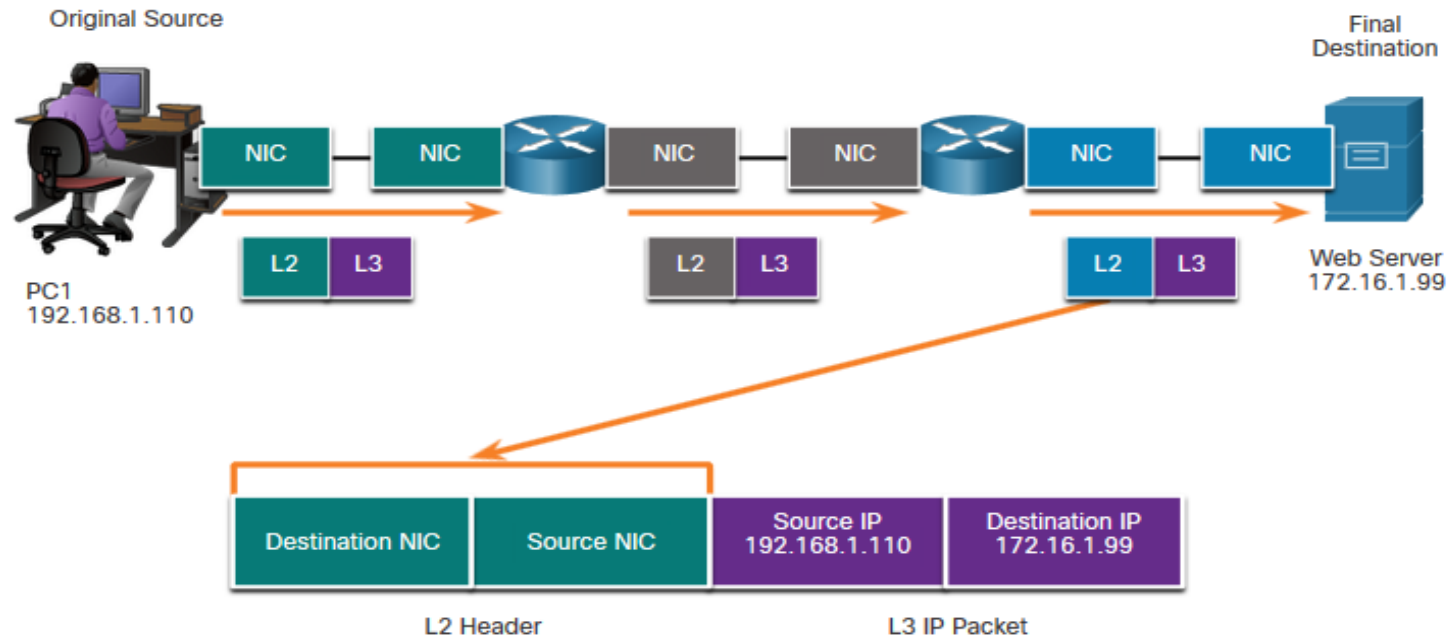 Original Source
Final
Destination
NIC
NIC
NIC
NIC
NIC
NIC
L2
L3
L2
L3
L2
L3
PC1
192.168.1.110
Web Server
172.16.1.99
Destination NIC
Source NIC
Source IP
192.168.1.110
Destination IP
172.16.1.99
L2 Header
L3 IP Packet